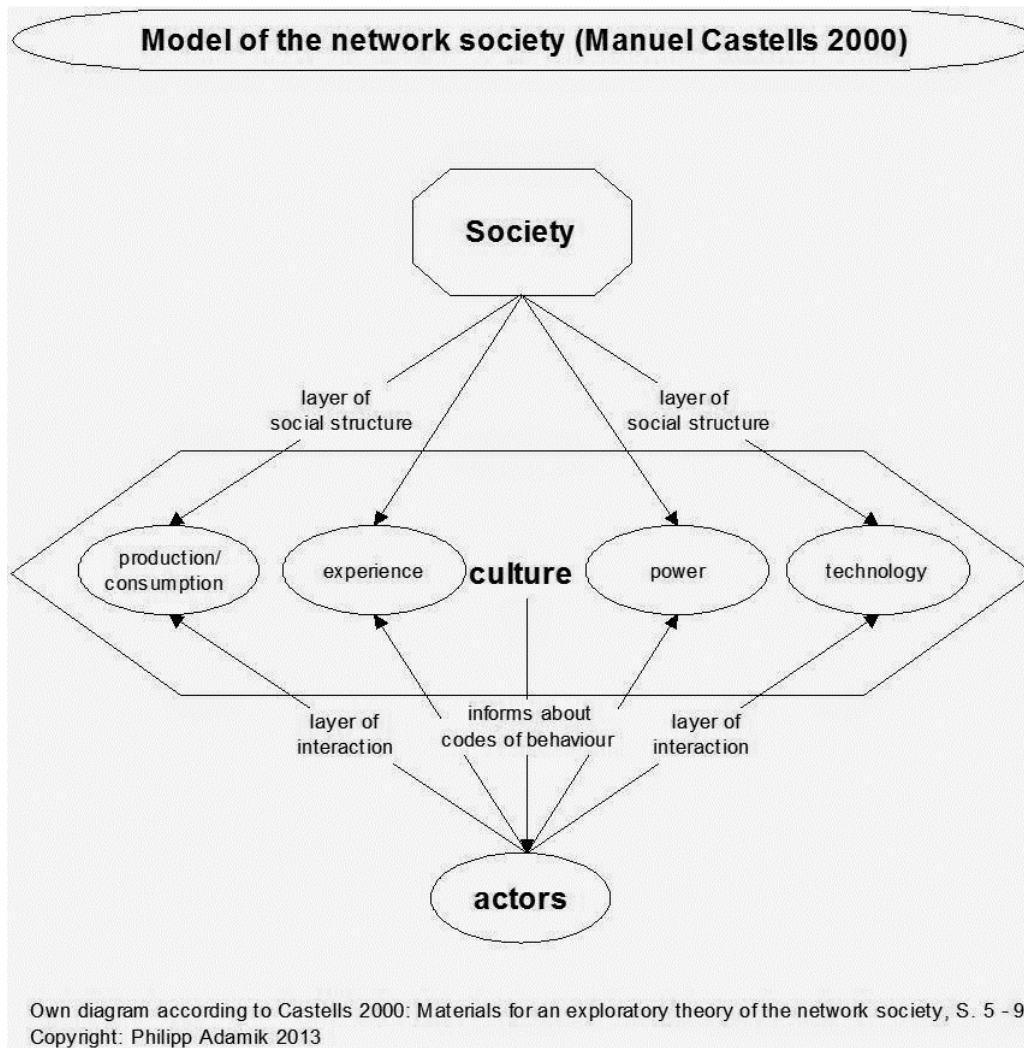 Model of the network society (Manuel Castells 2000)
Society
layer of
social structure
layer of
social structure
production/
consumption
experience
culture
power
technology
layer of
interaction
informs about
codes of behaviour
layer of
interaction
actors
Own diagram according to Castells 2000: Materials for an exploratory theory of the network society, S. 5 - 9
Copyright: Philipp Adamik 2013